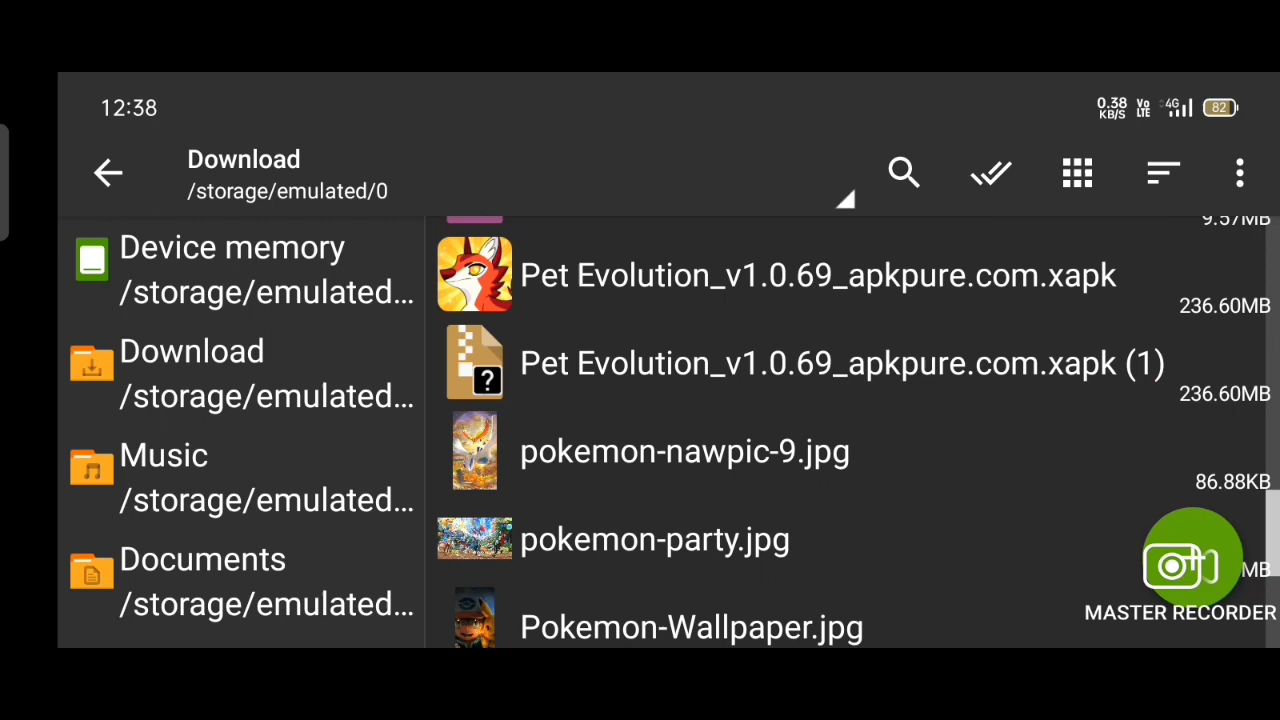 12:38
0.38 KB/S
Vo LTE
4G
82
Download
/storage/emulated/0
Device memory
/storage/emulated...
Download
/storage/emulated...
Music
/storage/emulated...
Documents
/storage/emulated...
9.57MB
Pet Evolution_v1.0.69_apkpure.com.xapk
236.60MB
?
Pet Evolution_v1.0.69_apkpure.com.xapk (1)
236.60MB
pokemon-nawpic-9.jpg
86.88KB
pokemon-party.jpg
MB
Pokemon-Wallpaper.jpg
MASTER RECORDER